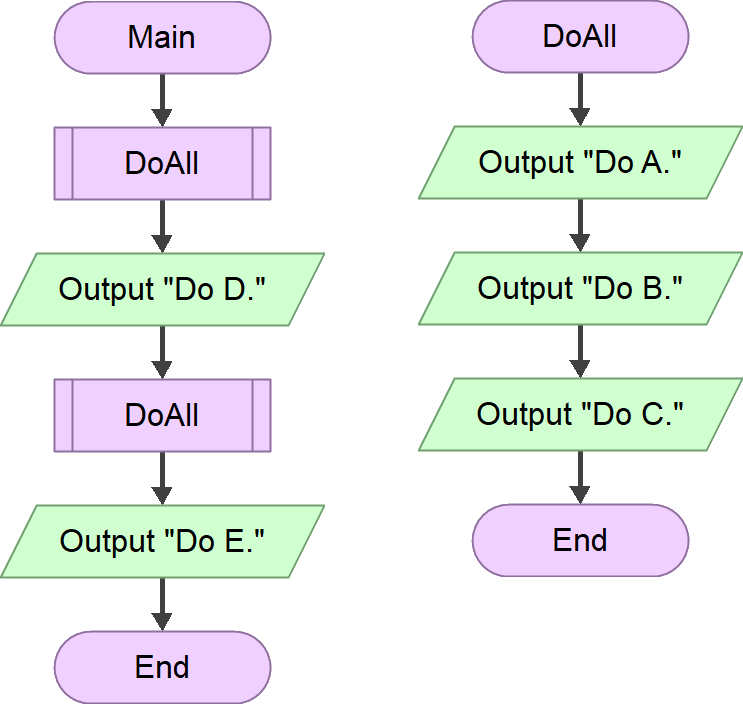 Main
DoAll
Output "Do D."
DoAll
Output "Do E."
End
DoAll
Output "Do A."
Output "Do B."
Output "Do C."
End